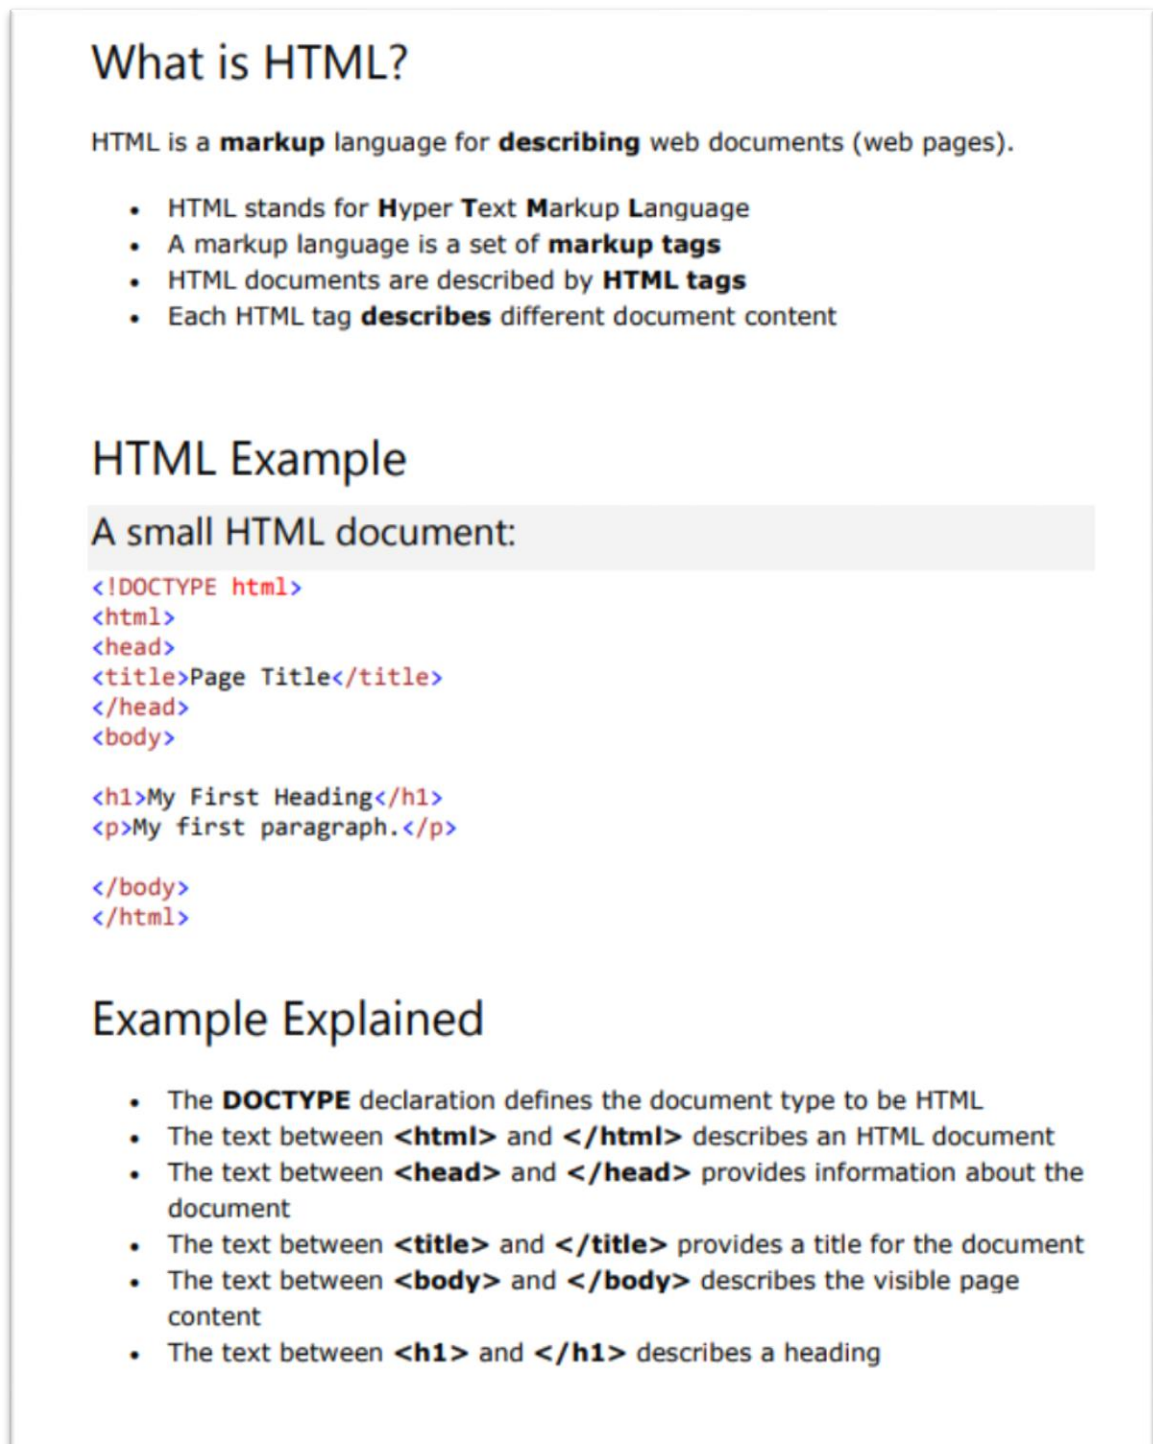 What is HTML?
HTML is a markup language for describing web documents (web pages).
• HTML stands for Hyper Text Markup Language
• A markup language is a set of markup tags
• HTML documents are described by HTML tags
• Each HTML tag describes different document content
HTML Example
A small HTML document:
<!DOCTYPE html>
<html>
<head>
<title>Page Title</title>
</head>
<body>
<h1>My First Heading</h1>
<p>My first paragraph.</p>
</body>
</html>
Example Explained
• The DOCTYPE declaration defines the document type to be HTML
• The text between <html> and </html> describes an HTML document
• The text between <head> and </head> provides information about the
document
• The text between <title> and </title> provides a title for the document
• The text between <body> and </body> describes the visible page
content
• The text between <h1> and </h1> describes a heading